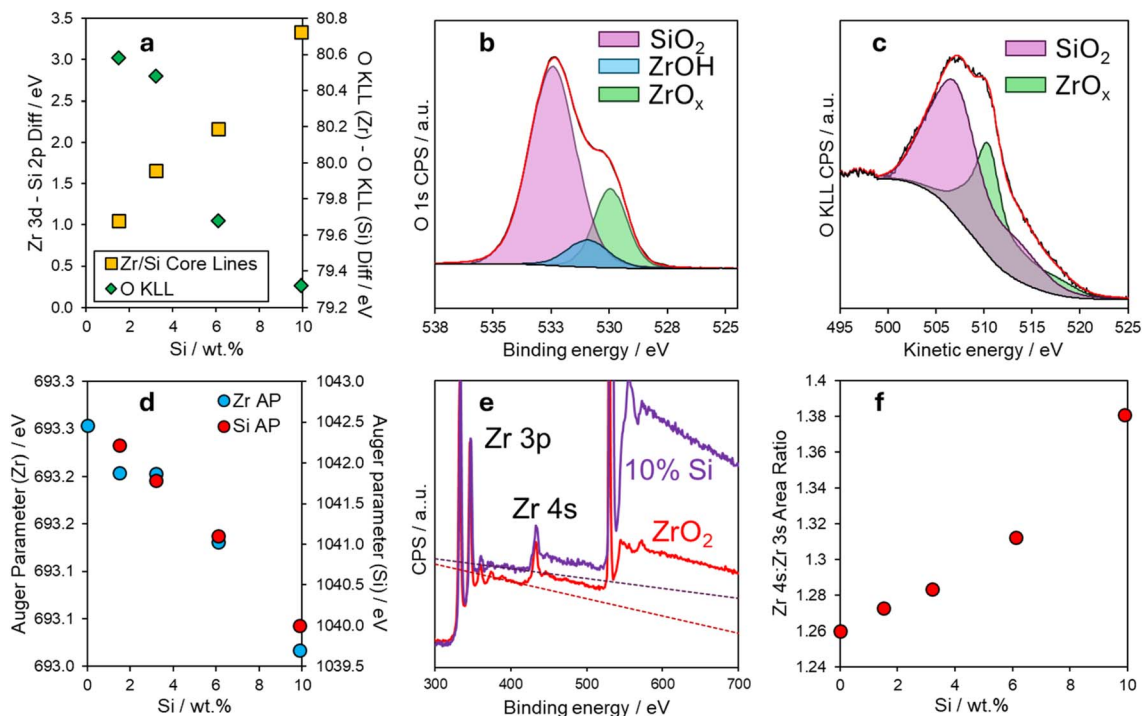 a
3.5
3.0
2.5
2.0
1.5
1.0
0.5
0.0
Zr 3d - Si 2p Diff / eV
80.8
80.6
80.4
80.2
80.0
79.8
79.6
79.4
79.2
O KLL (Zr) - O KLL (Si) Diff / eV
Zr/Si Core Lines
O KLL
0 2 4 6 8 10
Si / wt.%
b
SiO2
ZrOH
ZrOx
O 1s CPS / a.u.
538 535 533 530 528 525
Binding energy / eV
c
SiO2
ZrOx
O KLL CPS / a.u.
495 500 505 510 515 520 525
Kinetic energy / eV
d
Zr AP
Si AP
693.3
693.3
693.2
693.2
693.1
693.1
693.0
Auger Parameter (Zr) / eV
1043.0
1042.5
1042.0
1041.5
1041.0
1040.5
1040.0
1039.5
Auger parameter (Si) / eV
0 2 4 6 8 10
Si / wt.%
e
Zr 3p
Zr 4s
10% Si
ZrO2
CPS / a..u.
300 400 500 600 700
Binding energy / eV
f
1.4
1.38
1.36
1.34
1.32
1.3
1.28
1.26
1.24
Zr 4s:Zr 3s Area Ratio
0 2 4 6 8 10
Si / wt.%